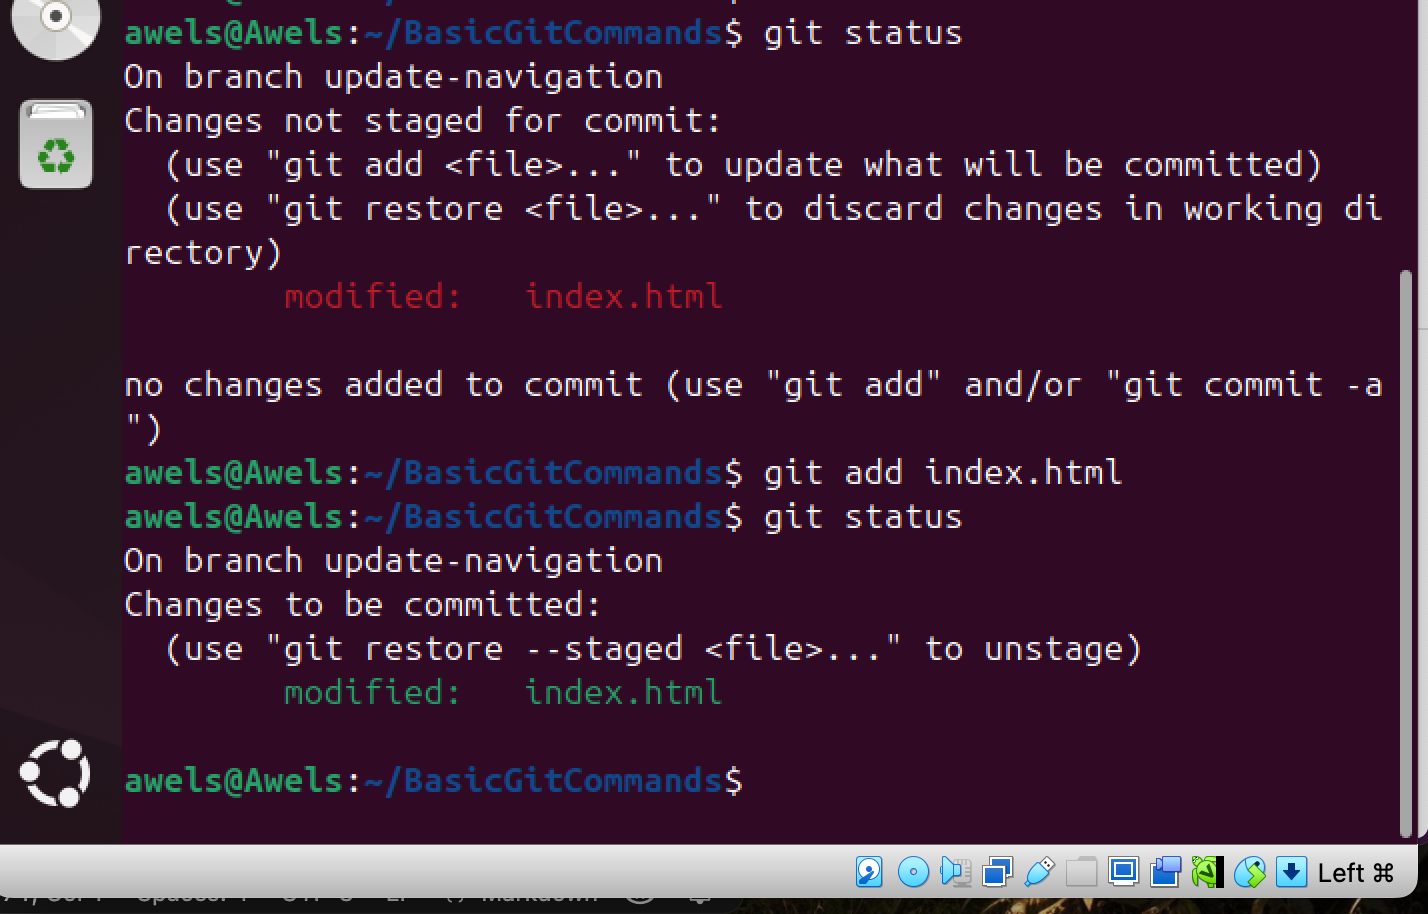 awels@Awels:~/BasicGitCommands$ git status
On branch update-navigation
Changes not staged for commit:
  (use "git add <file>..." to update what will be committed)
  (use "git restore <file>..." to discard changes in working di
rectory)
        modified:   index.html

no changes added to commit (use "git add" and/or "git commit -a
")
awels@Awels:~/BasicGitCommands$ git add index.html
awels@Awels:~/BasicGitCommands$ git status
On branch update-navigation
Changes to be committed:
  (use "git restore --staged <file>..." to unstage)
        modified:   index.html

awels@Awels:~/BasicGitCommands$
Left ⌘